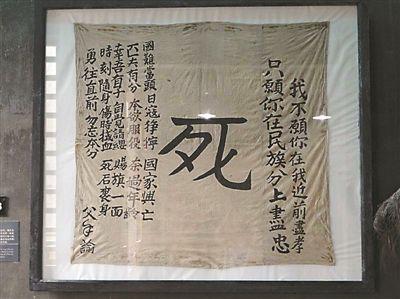 我不願你在我近前盡孝
只願你在民族分上盡忠
死
國難當頭 日寇猙獰 國家興亡
匹夫有分 本欲服役 奈過年齡
幸吾有子 自覺請纓 賜旗一面
時刻隨身 傷時拭血 死后裹身
勇往直前 勿忘本分
父手諭